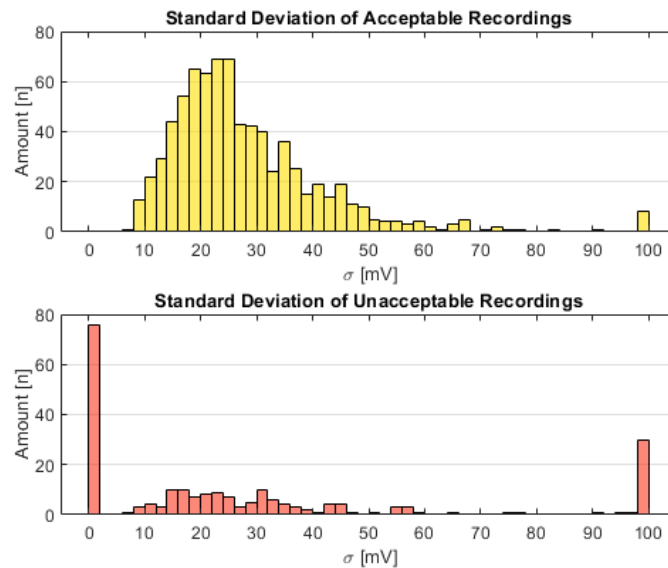 Standard Deviation of Acceptable Recordings
80
60
40
20
0
Amount [n]
0 10 20 30 40 50 60 70 80 90 100
σ [mV]
Standard Deviation of Unacceptable Recordings
80
60
40
20
0
Amount [n]
0 10 20 30 40 50 60 70 80 90 100
σ [mV]